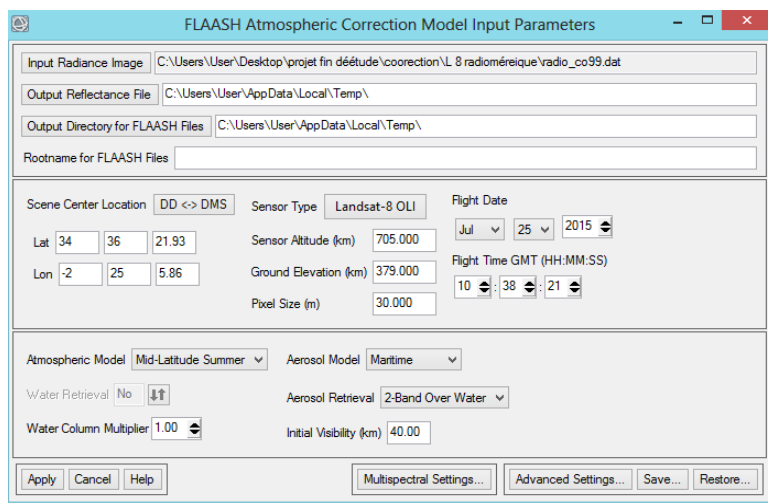 FLAASH Atmospheric Correction Model Input Parameters
Input Radiance Image C:\Users\User\Desktop\projet fin déétude\coorection\L 8 radioméreique\radio_co99.dat
Output Reflectance File C:\Users\User\AppData\Local\Temp\
Output Directory for FLAASH Files C:\Users\User\AppData\Local\Temp\
Rootname for FLAASH Files
Scene Center Location DD <-> DMS
Lat 34 36 21.93
Lon -2 25 5.86
Sensor Type Landsat-8 OLI
Sensor Altitude (km) 705.000
Ground Elevation (km) 379.000
Pixel Size (m) 30.000
Flight Date
Jul 25 2015
Flight Time GMT (HH:MM:SS)
10 : 38 : 21
Atmospheric Model Mid-Latitude Summer
Water Retrieval No
Water Column Multiplier 1.00
Aerosol Model Maritime
Aerosol Retrieval 2-Band Over Water
Initial Visibility (km) 40.00
Apply Cancel Help Multispectral Settings... Advanced Settings... Save... Restore...